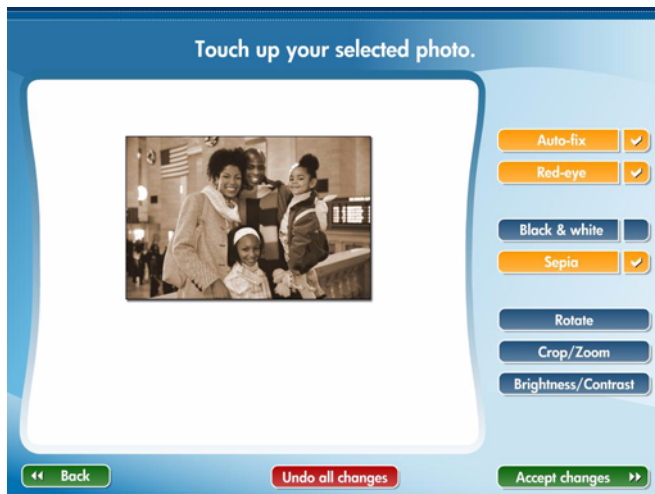 Touch up your selected photo.
Auto-fix
Red-eye
Black & white
Sepia
Rotate
Crop/Zoom
Brightness/Contrast
Back
Undo all changes
Accept changes